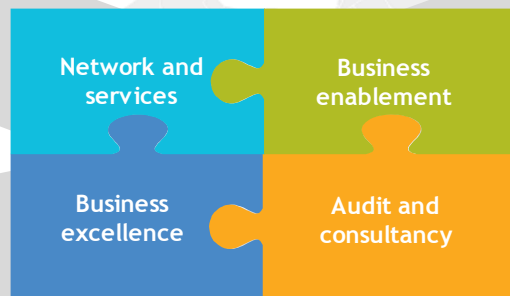 Network and
services
Business
enablement
Business
excellence
Audit and
consultancy